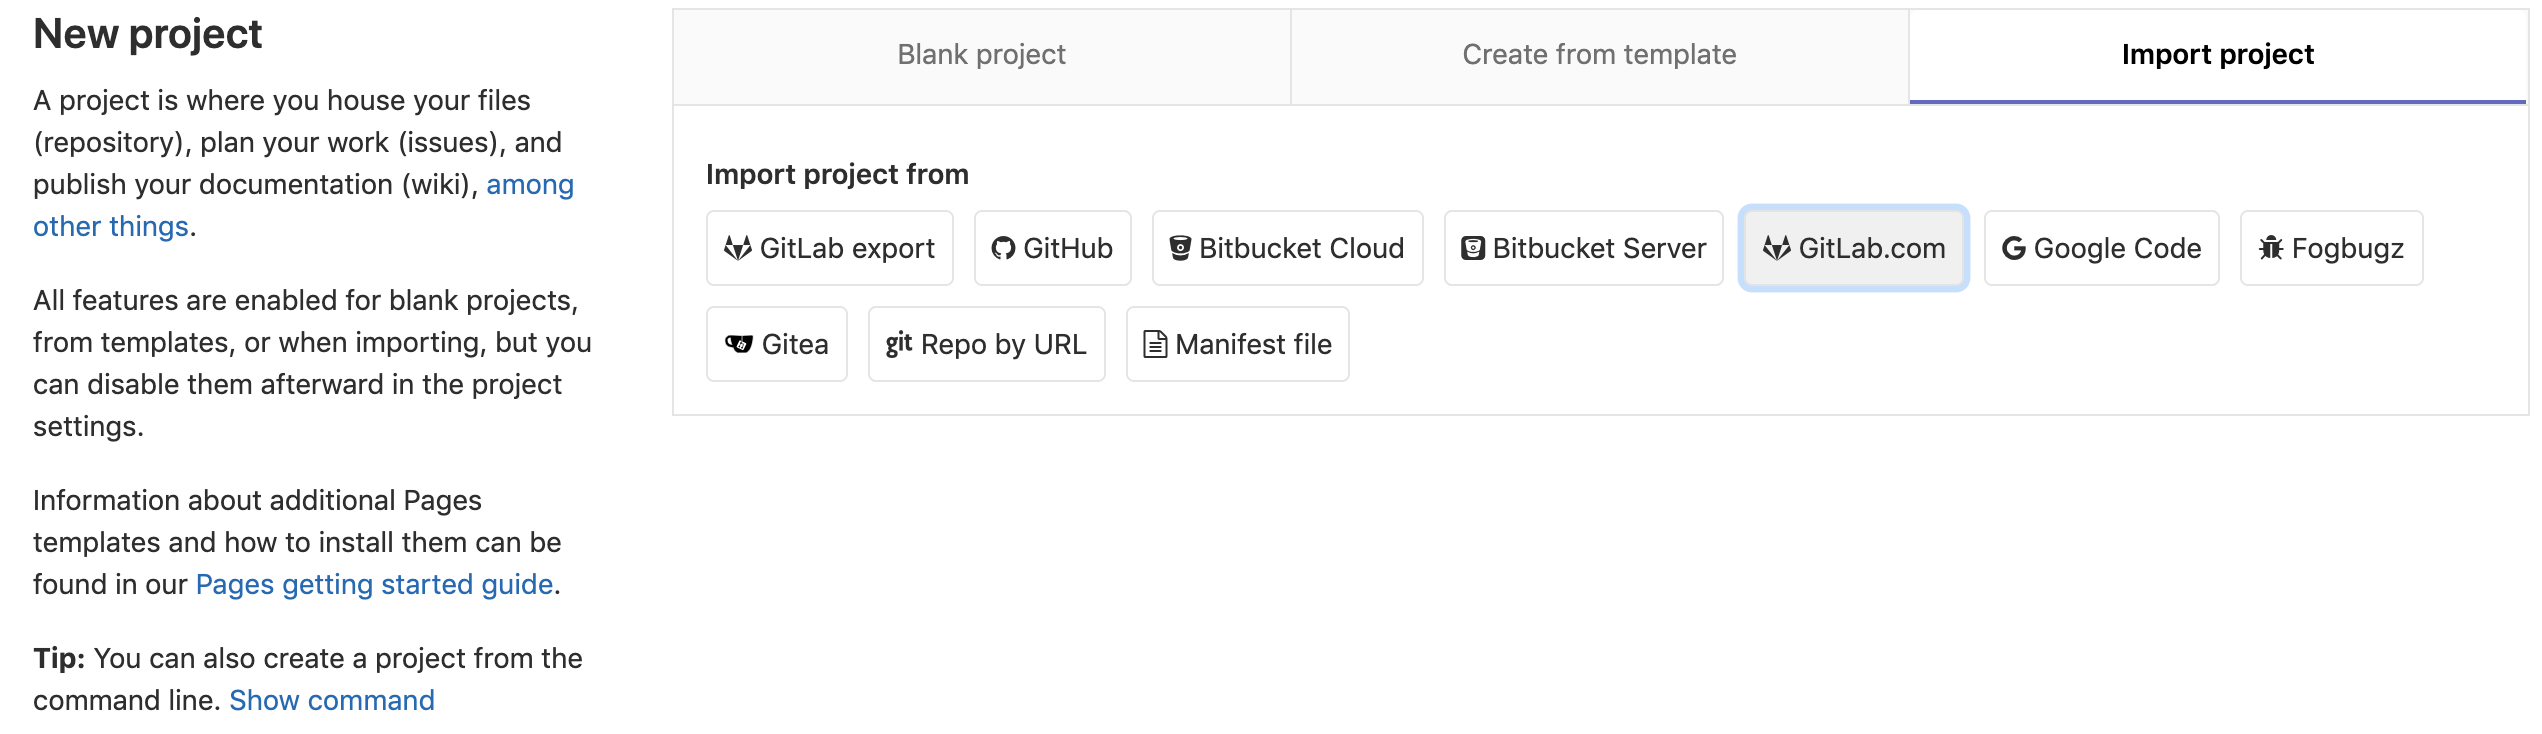 New project
A project is where you house your files
(repository), plan your work (issues), and
publish your documentation (wiki), among
other things.
All features are enabled for blank projects,
from templates, or when importing, but you
can disable them afterward in the project
settings.
Information about additional Pages
templates and how to install them can be
found in our Pages getting started guide.
Tip: You can also create a project from the
command line. Show command
Blank project
Create from template
Import project
Import project from
GitLab export
GitHub
Bitbucket Cloud
Bitbucket Server
GitLab.com
Google Code
Fogbugz
Gitea
git Repo by URL
Manifest file